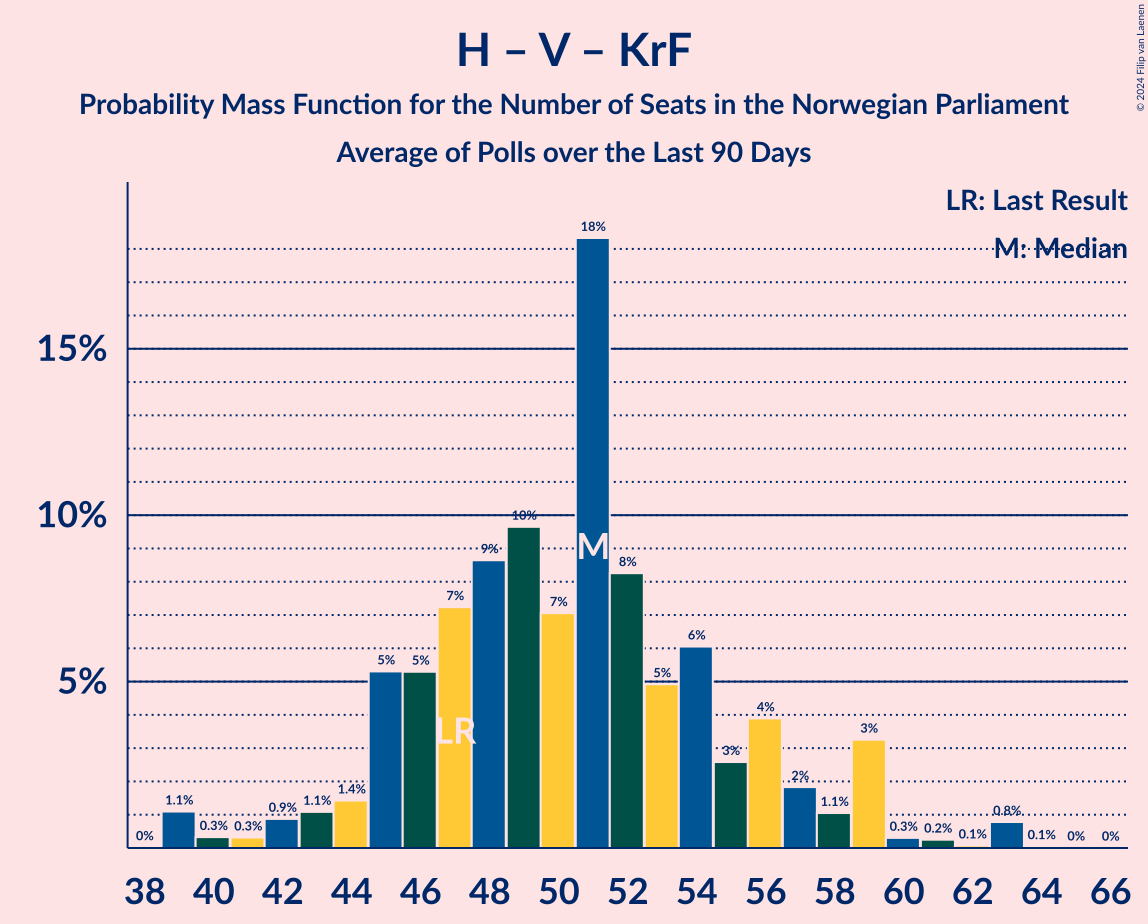 H – V – KrF
Probability Mass Function for the Number of Seats in the Norwegian Parliament
Average of Polls over the Last 90 Days
© 2024 Filip van Laenen
LR: Last Result
M: Median
15%
10%
5%
0% 1.1% 0.3% 0.3% 0.9% 1.1% 1.4% 5% 5% 7% 9% 10% 7% 18% 8% 5% 6% 3% 4% 2% 1.1% 3% 0.3% 0.2% 0.1% 0.8% 0.1% 0% 0%
LR
M
38 40 42 44 46 48 50 52 54 56 58 60 62 64 66